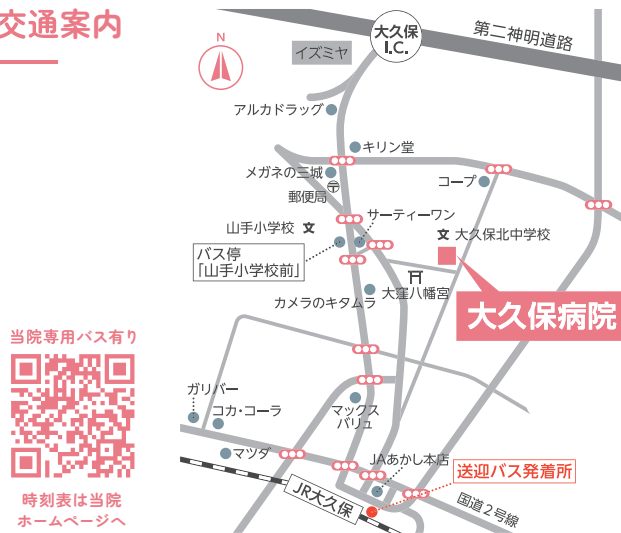 交通案内
N
大久保
I.C.
第二神明道路
イズミヤ
アルカドラッグ
キリン堂
メガネの三城
郵便局
コープ
サーティーワン
山手小学校
文
文
大久保北中学校
バス停
「山手小学校前」
大窪八幡宮
カメラのキタムラ
大久保病院
当院専用バス有り
ガリバー
コカ・コーラ
マックス
バリュ
マツダ
JAあかし本店
送迎バス発着所
JR大久保
国道2号線
時刻表は当院
ホームページへ